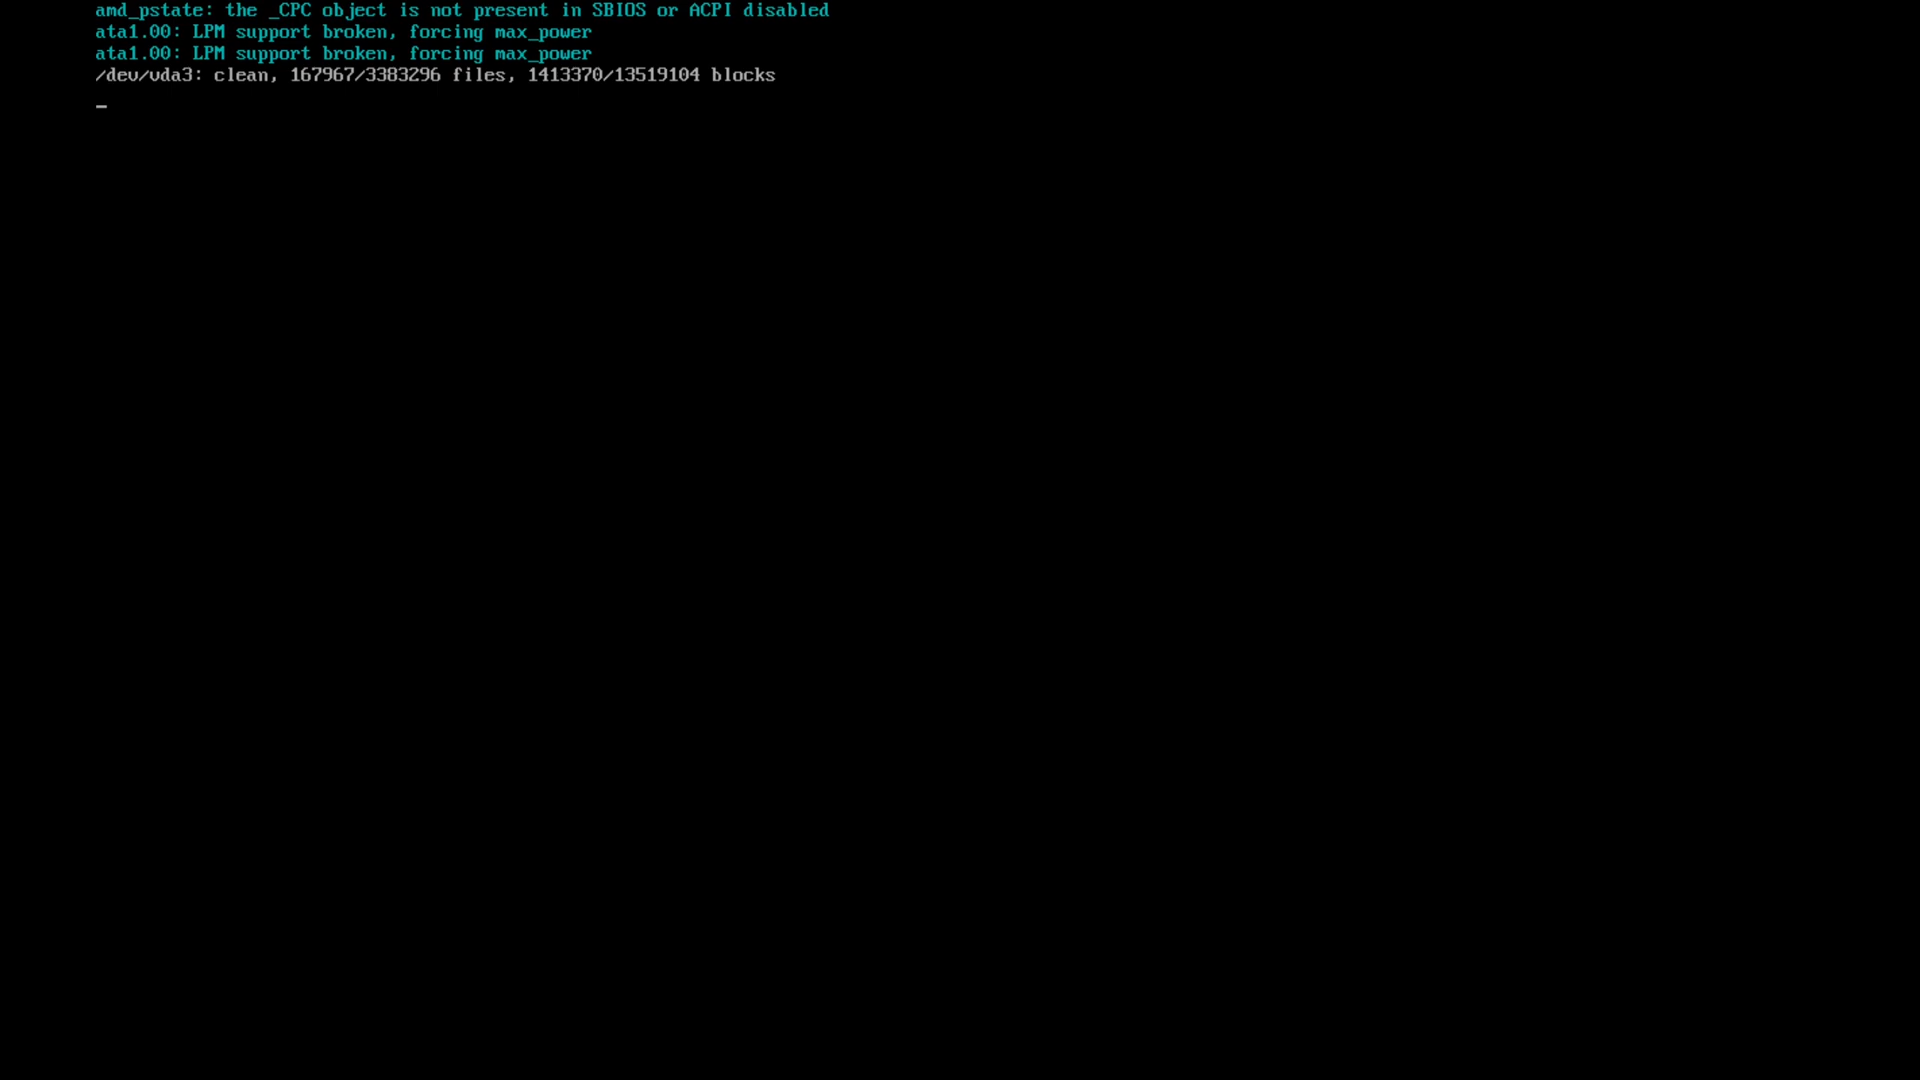 amd_pstate: the _CPC object is not present in SBIOS or ACPI disabled
ata1.00: LPM support broken, forcing max_power
ata1.00: LPM support broken, forcing max_power
/dev/vda3: clean, 167967/3383296 files, 1413370/13519104 blocks
_